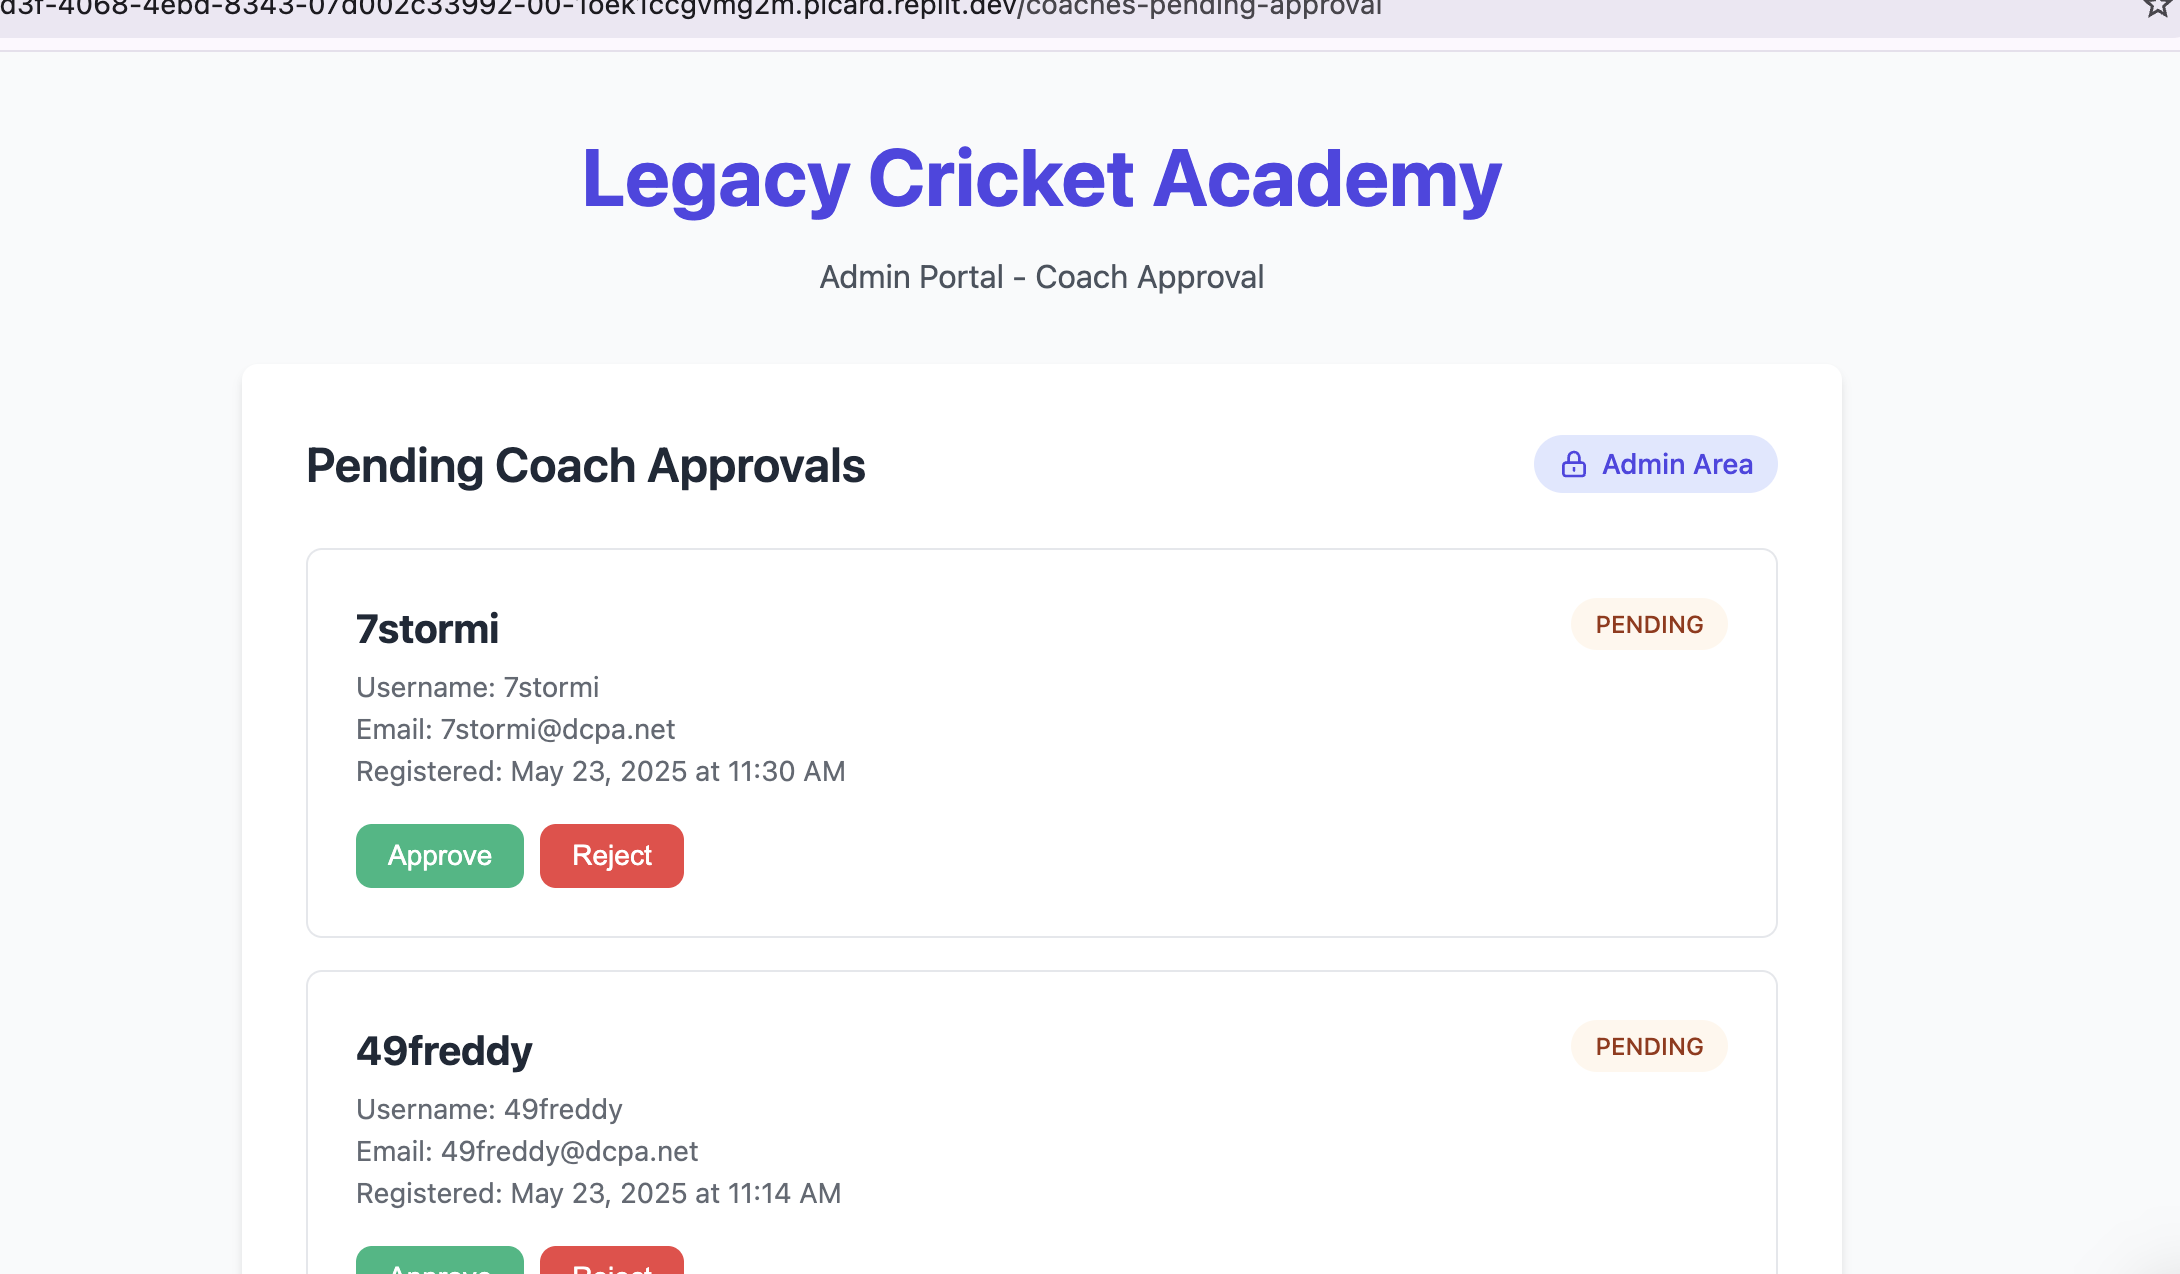 d3f-4068-4ebd-8343-07d002c33992-00-1oek1ccgvmg2m.picard.replit.dev/coaches-pending-approval
Legacy Cricket Academy
Admin Portal - Coach Approval
Pending Coach Approvals
Admin Area
7stormi
PENDING
Username: 7stormi
Email: 7stormi@dcpa.net
Registered: May 23, 2025 at 11:30 AM
Approve
Reject
49freddy
PENDING
Username: 49freddy
Email: 49freddy@dcpa.net
Registered: May 23, 2025 at 11:14 AM
Approve
Reject